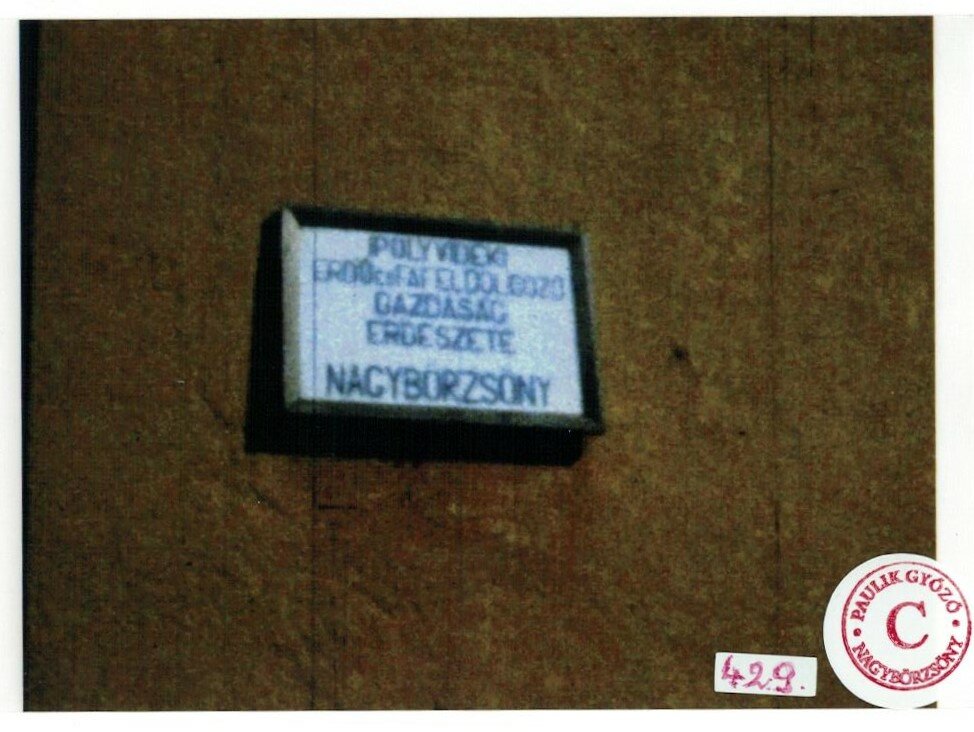 IPOLYVIDÉKI
ERDŐ és FAFELDOLGOZÓ
GAZDASÁG
ERDÉSZETE
NAGYBÖRZSÖNY
PAULIK GYŐZŐ
C
NAGYBÖRZSÖNY
429.